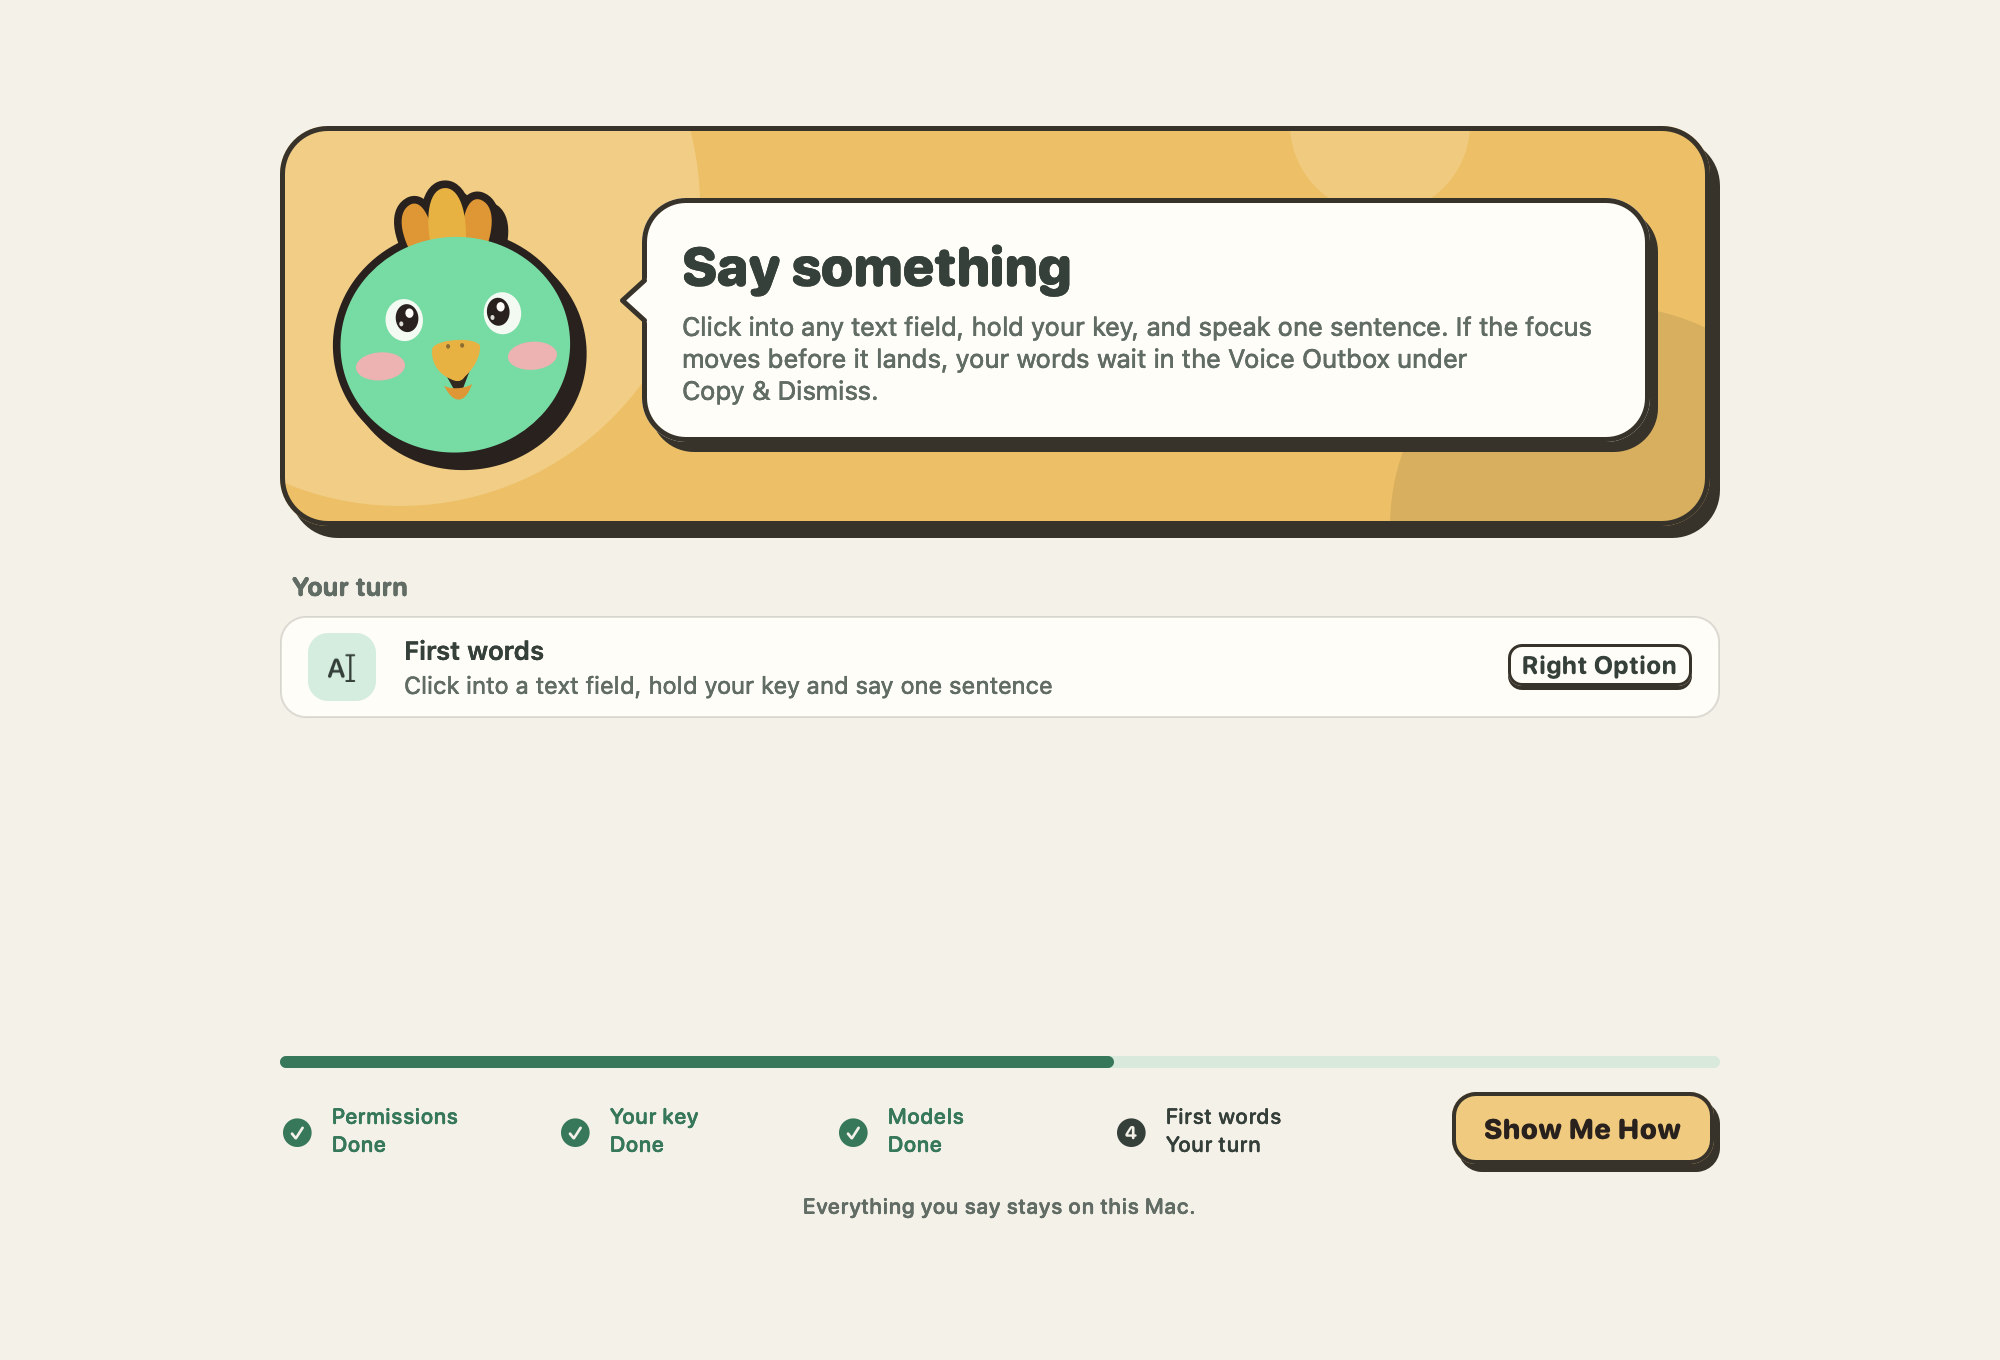 Say something
Click into any text field, hold your key, and speak one sentence. If the focus
moves before it lands, your words wait in the Voice Outbox under
Copy & Dismiss.
Your turn
A
First words
Click into a text field, hold your key and say one sentence
Right Option
Permissions
Done
Your key
Done
Models
Done
4
First words
Your turn
Show Me How
Everything you say stays on this Mac.